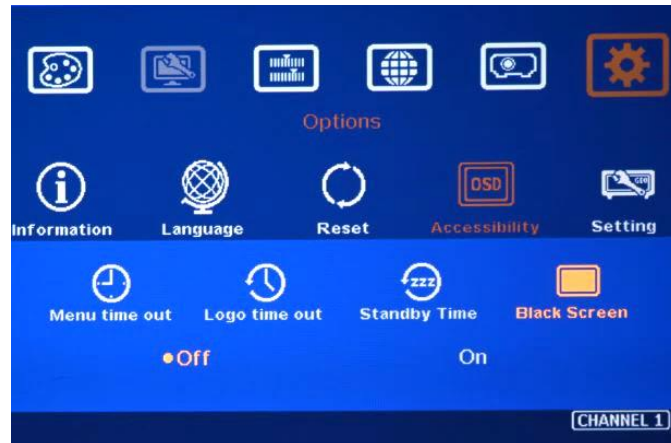 Options
OSD
Information Language Reset Accessibility Setting
zzz
Menu time out Logo time out Standby Time Black Screen
Off On
CHANNEL 1